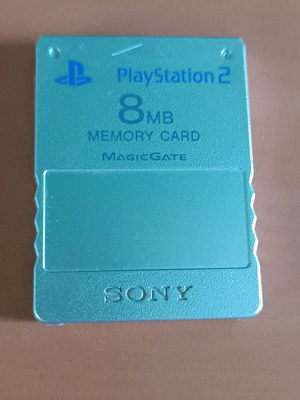 PlayStation 2
8MB
MEMORY CARD
MAGICGATE
SONY